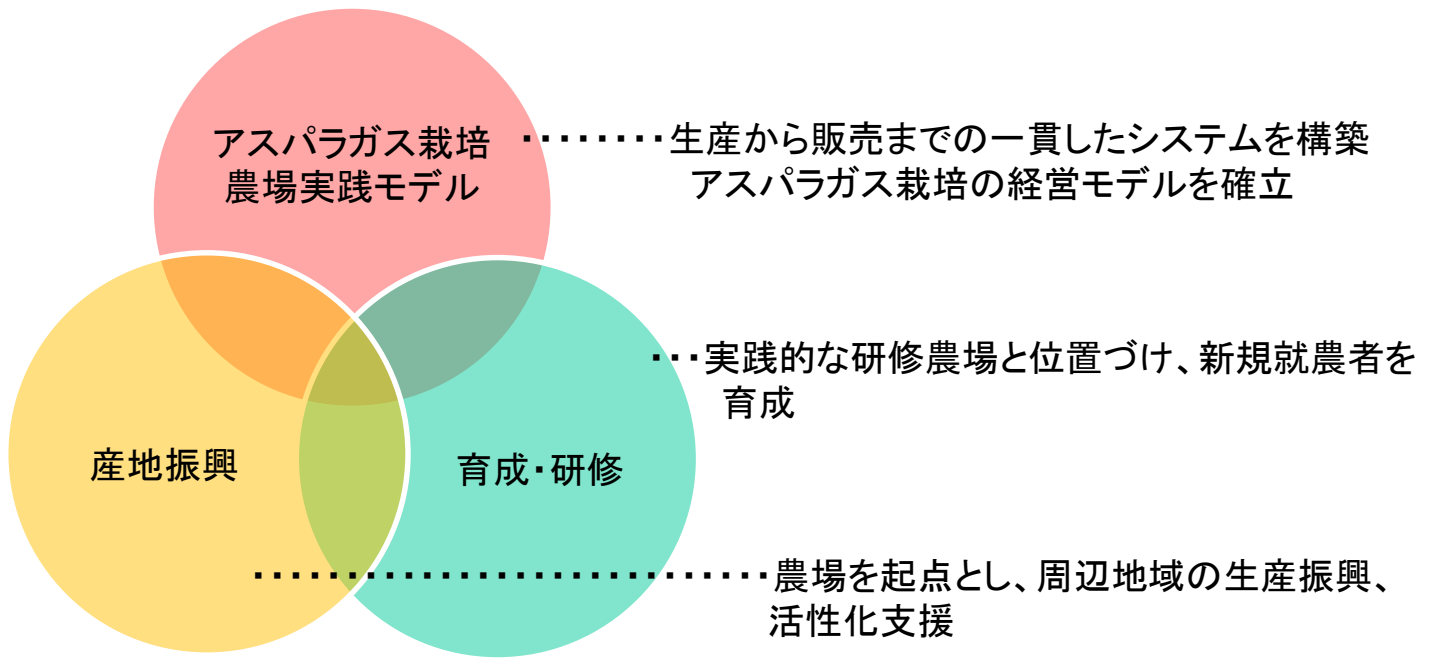 アスパラガス栽培
農場実践モデル
・・・・・・・・生産から販売までの一貫したシステムを構築
アスパラガス栽培の経営モデルを確立
・・・実践的な研修農場と位置づけ、新規就農者を
育成
産地振興
育成・研修
・・・・・・・・・・・・・・・・・・・・・・・・・・・・農場を起点とし、周辺地域の生産振興、
活性化支援